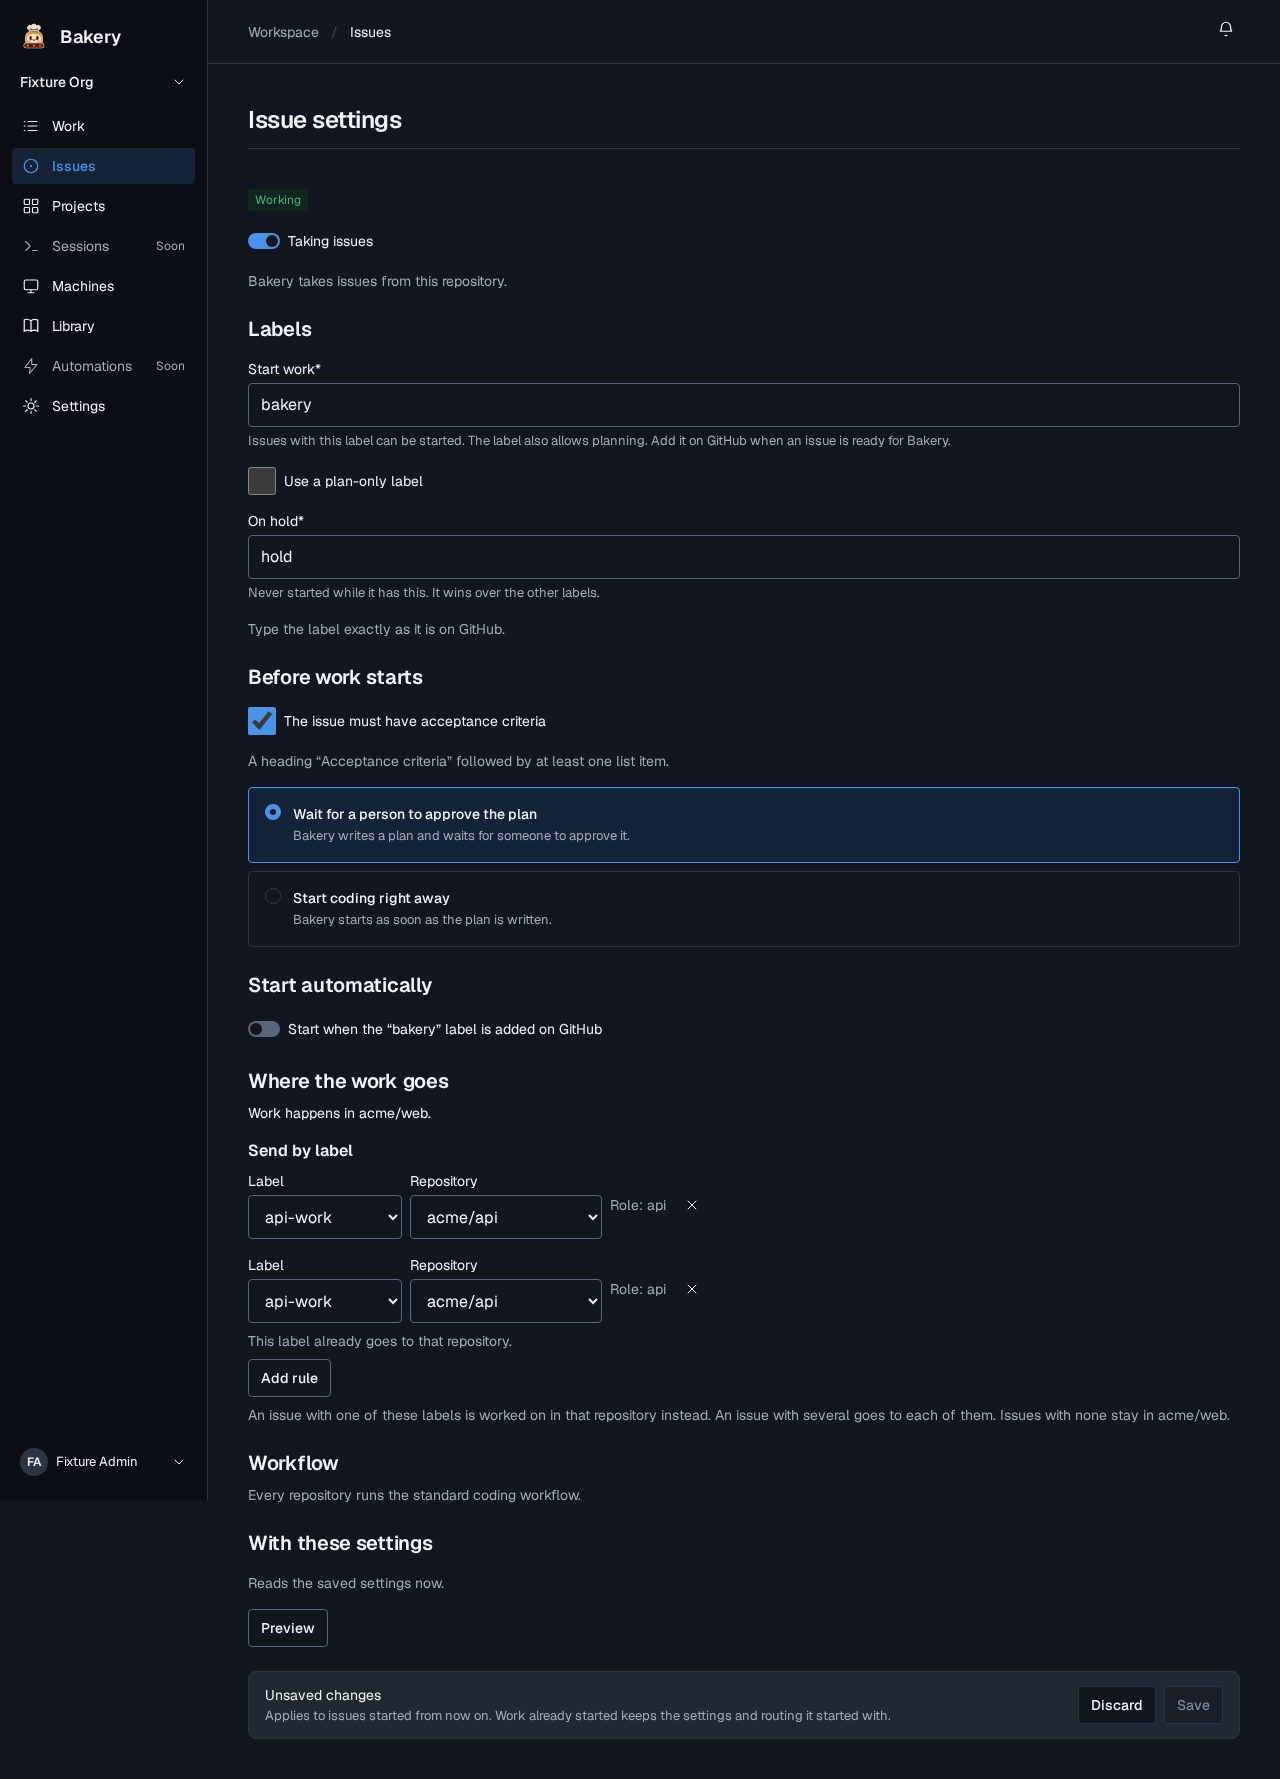 Bakery
Fixture Org
Work
Issues
Projects
Sessions Soon
Machines
Library
Automations Soon
Settings
FA Fixture Admin
Workspace / Issues
Issue settings
Working
Taking issues
Bakery takes issues from this repository.
Labels
Start work*
bakery
Issues with this label can be started. The label also allows planning. Add it on GitHub when an issue is ready for Bakery.
Use a plan-only label
On hold*
hold
Never started while it has this. It wins over the other labels.
Type the label exactly as it is on GitHub.
Before work starts
The issue must have acceptance criteria
A heading “Acceptance criteria” followed by at least one list item.
Wait for a person to approve the plan
Bakery writes a plan and waits for someone to approve it.
Start coding right away
Bakery starts as soon as the plan is written.
Start automatically
Start when the “bakery” label is added on GitHub
Where the work goes
Work happens in acme/web.
Send by label
Label Repository
api-work acme/api Role: api
Label Repository
api-work acme/api Role: api
This label already goes to that repository.
Add rule
An issue with one of these labels is worked on in that repository instead. An issue with several goes to each of them. Issues with none stay in acme/web.
Workflow
Every repository runs the standard coding workflow.
With these settings
Reads the saved settings now.
Preview
Unsaved changes
Applies to issues started from now on. Work already started keeps the settings and routing it started with.
Discard Save